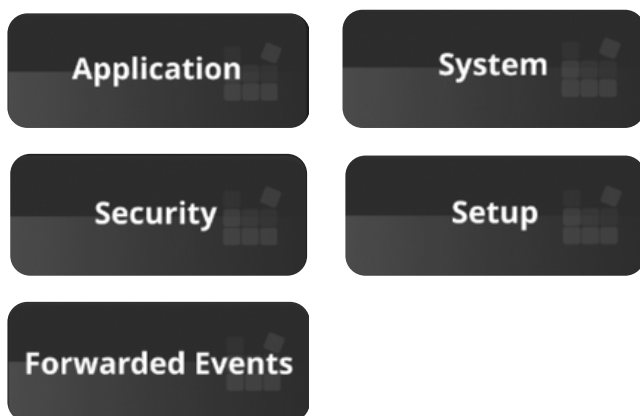 Application
System
Security
Setup
Forwarded Events